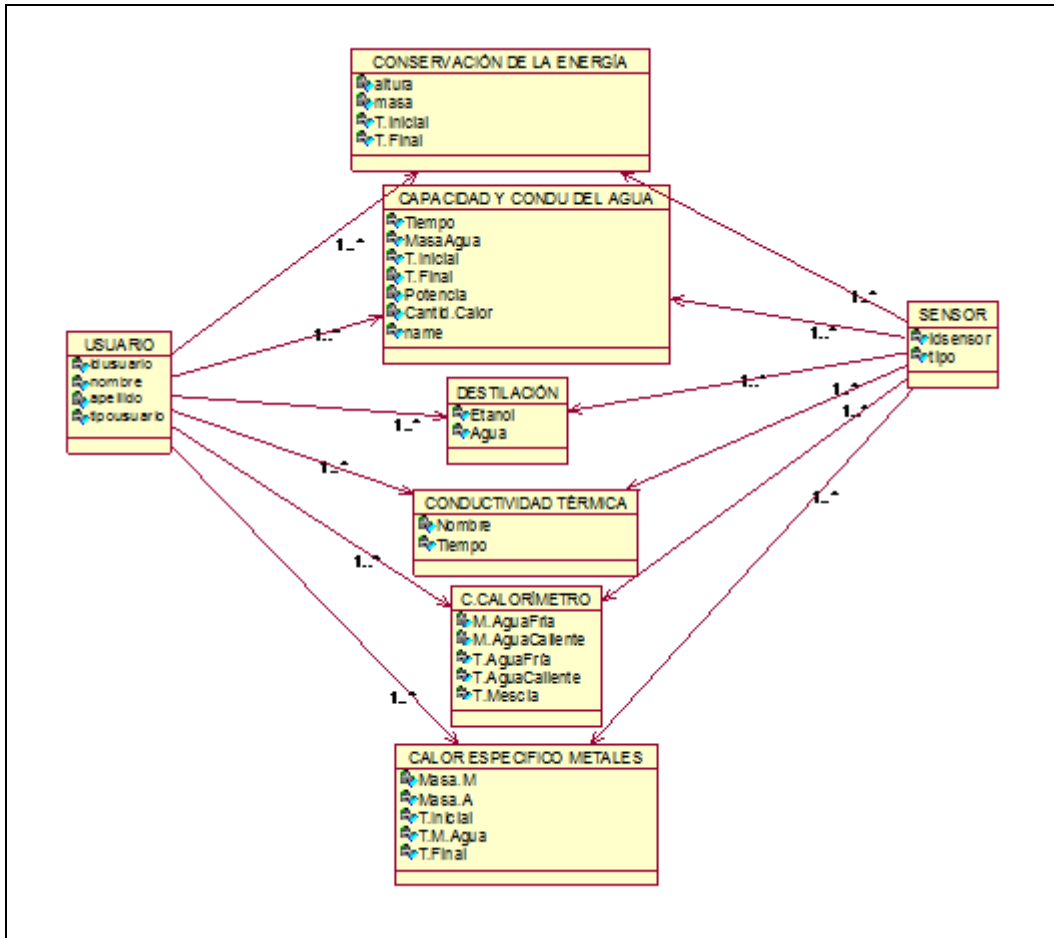 CONSERVACIÓN DE LA ENERGÍA
altura
masa
T.Inicial
T.Final
CAPACIDAD Y CONDU DEL AGUA
Tiempo
MasaAgua
T.Inicial
T.Final
Potencia
Cantid.Calor
name
USUARIO
idusuario
nombre
apellido
tipousuario
SENSOR
idsensor
tipo
DESTILACIÓN
Etanol
Agua
CONDUCTIVIDAD TÉRMICA
Nombre
Tiempo
C.CALORÍMETRO
M.AguaFria
M.AguaCaliente
T.AguaFría
T.AguaCaliente
T.Mescla
CALOR ESPECIFICO METALES
Masa.M
Masa.A
T.Inicial
T.M.Agua
T.Final
1..*
1..*
1..*
1..*
1..*
1..*
1..*
1..*
1..*
1..*
1..*
1..*